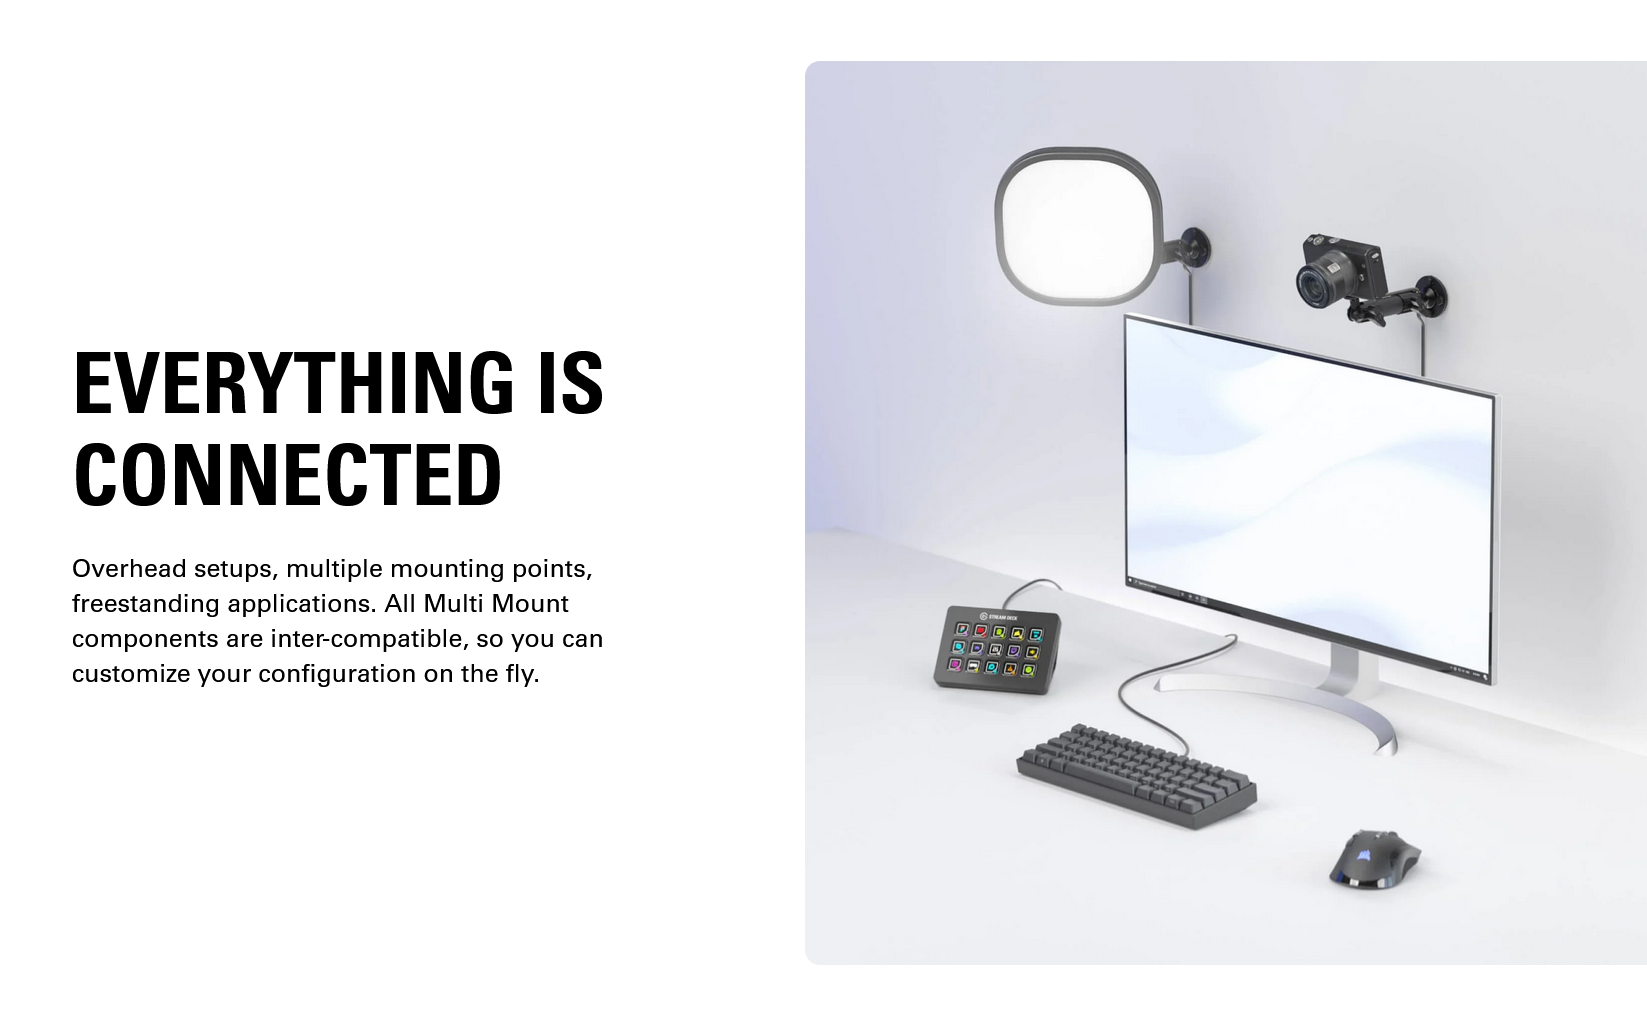 EVERYTHING IS
CONNECTED
Overhead setups, multiple mounting points,
freestanding applications. All Multi Mount
components are inter-compatible, so you can
customize your configuration on the fly.
STREAM DECK